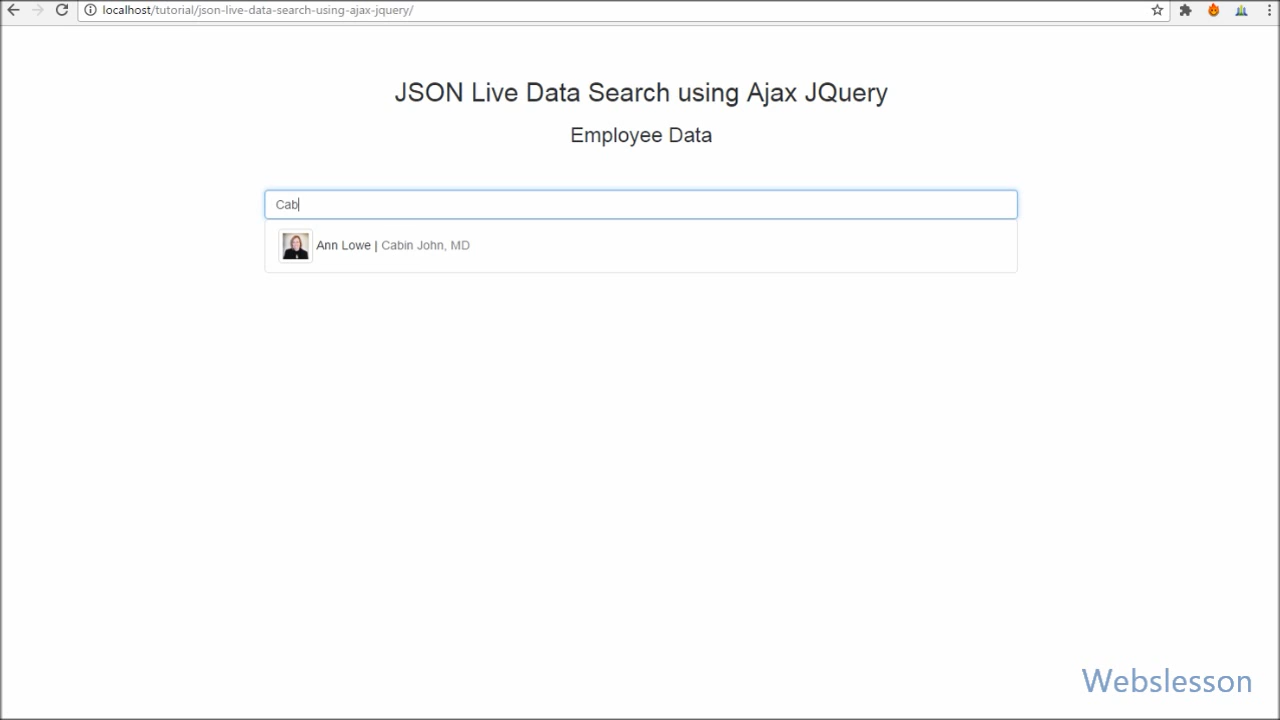 localhost/tutorial/json-live-data-search-using-ajax-jquery/
JSON Live Data Search using Ajax JQuery
Employee Data
Cab
Ann Lowe | Cabin John, MD
Webslesson